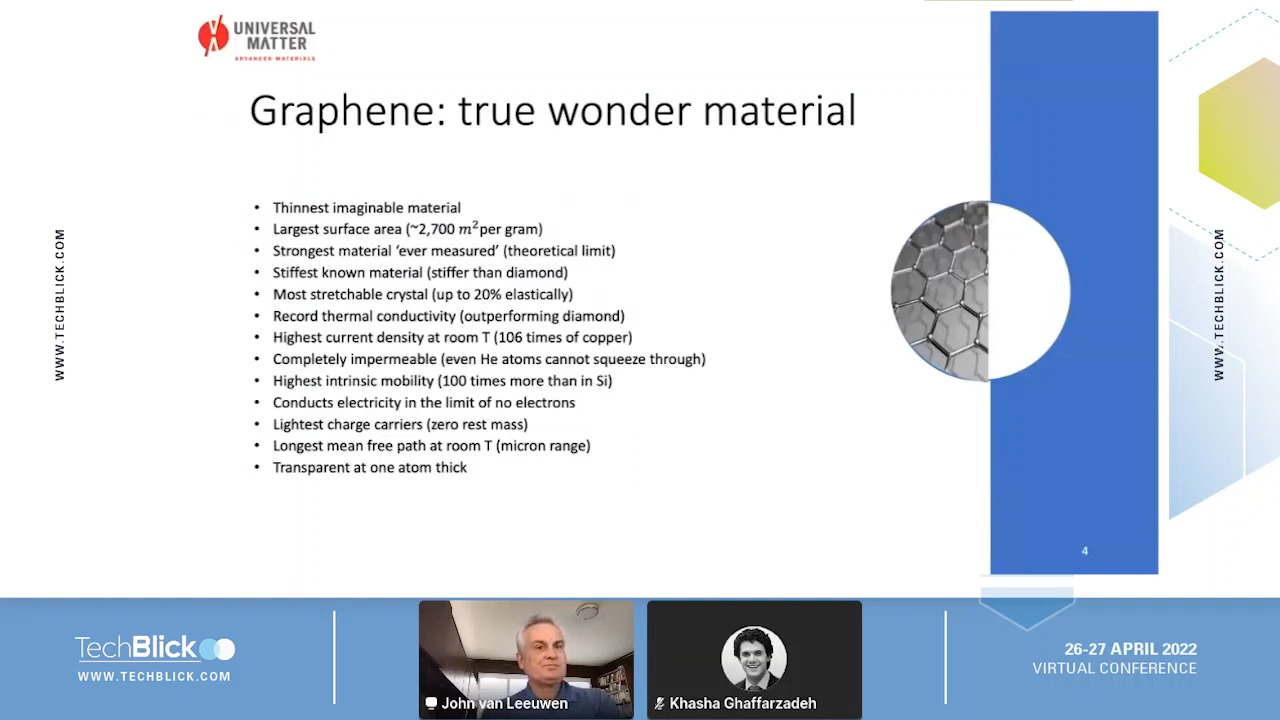 UNIVERSAL
MATTER
ADVANCED MATERIALS
Graphene: true wonder material
• Thinnest imaginable material
• Largest surface area (~2,700 m² per gram)
• Strongest material ‘ever measured’ (theoretical limit)
• Stiffest known material (stiffer than diamond)
• Most stretchable crystal (up to 20% elastically)
• Record thermal conductivity (outperforming diamond)
• Highest current density at room T (106 times of copper)
• Completely impermeable (even He atoms cannot squeeze through)
• Highest intrinsic mobility (100 times more than in Si)
• Conducts electricity in the limit of no electrons
• Lightest charge carriers (zero rest mass)
• Longest mean free path at room T (micron range)
• Transparent at one atom thick
4
WWW.TECHBLICK.COM
WWW.TECHBLICK.COM
TechBlick
WWW.TECHBLICK.COM
John van Leeuwen
Khasha Ghaffarzadeh
26-27 APRIL 2022
VIRTUAL CONFERENCE